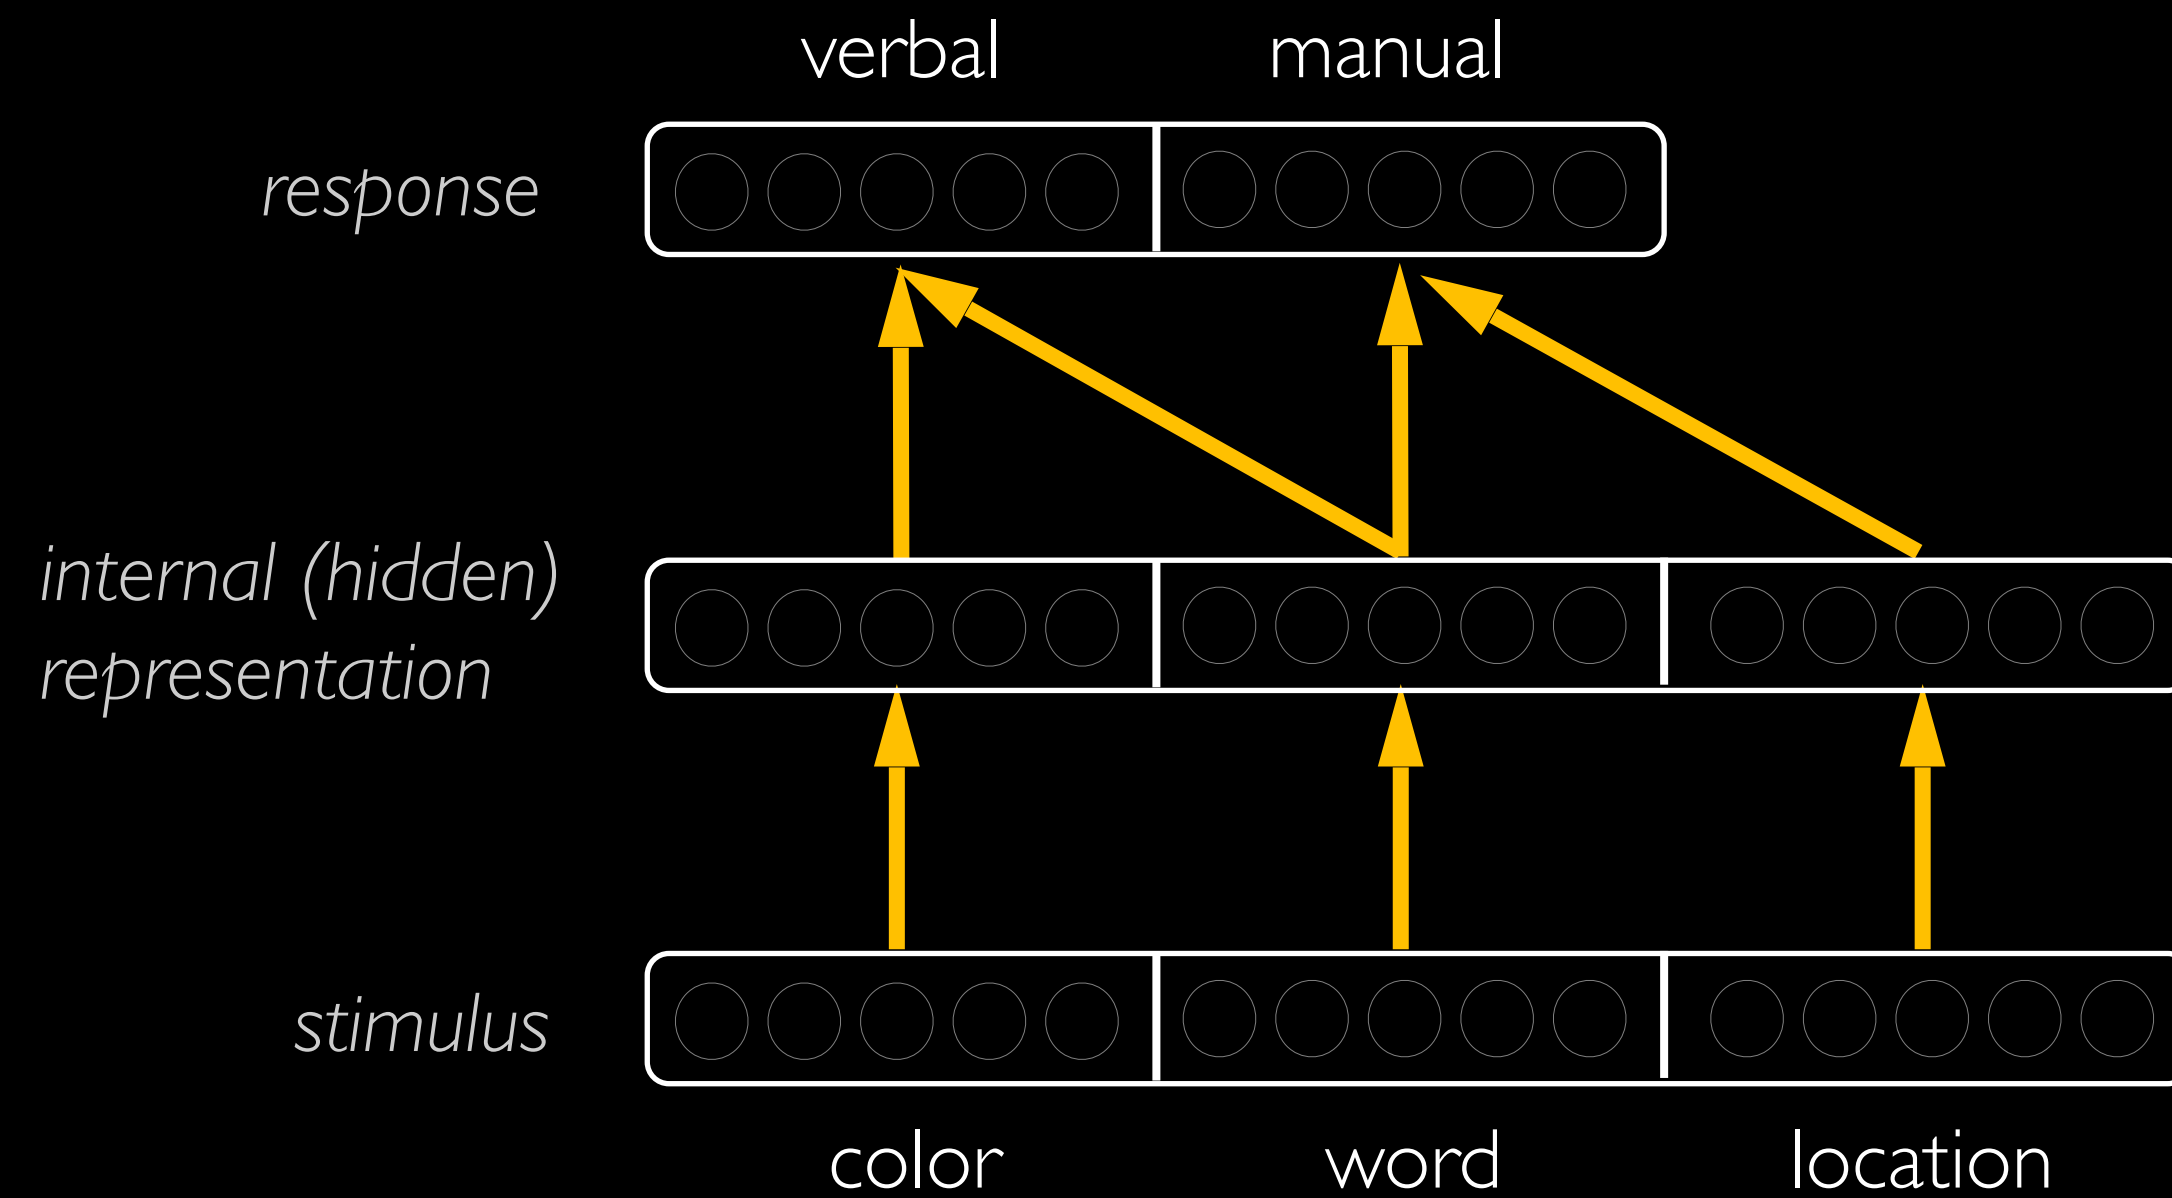 verbal manual
response
internal (hidden)
representation
stimulus
color word location